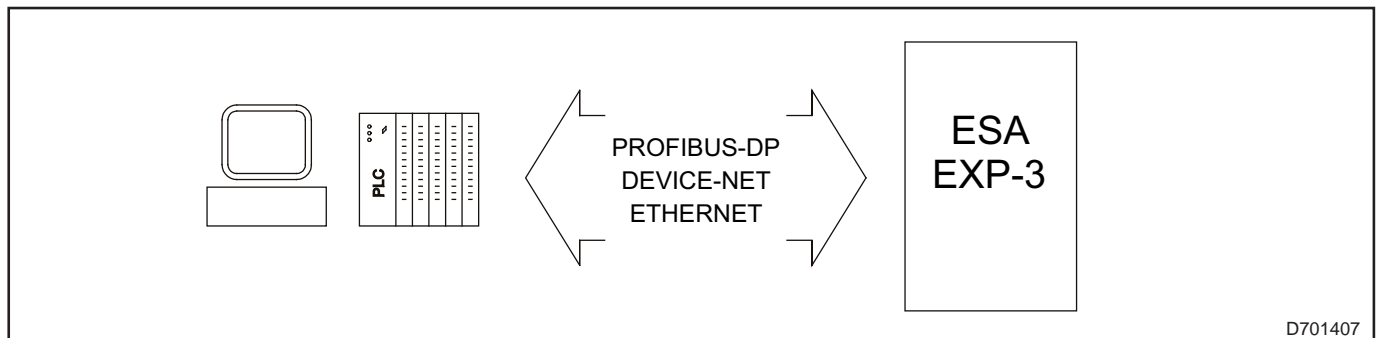 PLC
PROFIBUS-DP
DEVICE-NET
ETHERNET
ESA
EXP-3
D701407